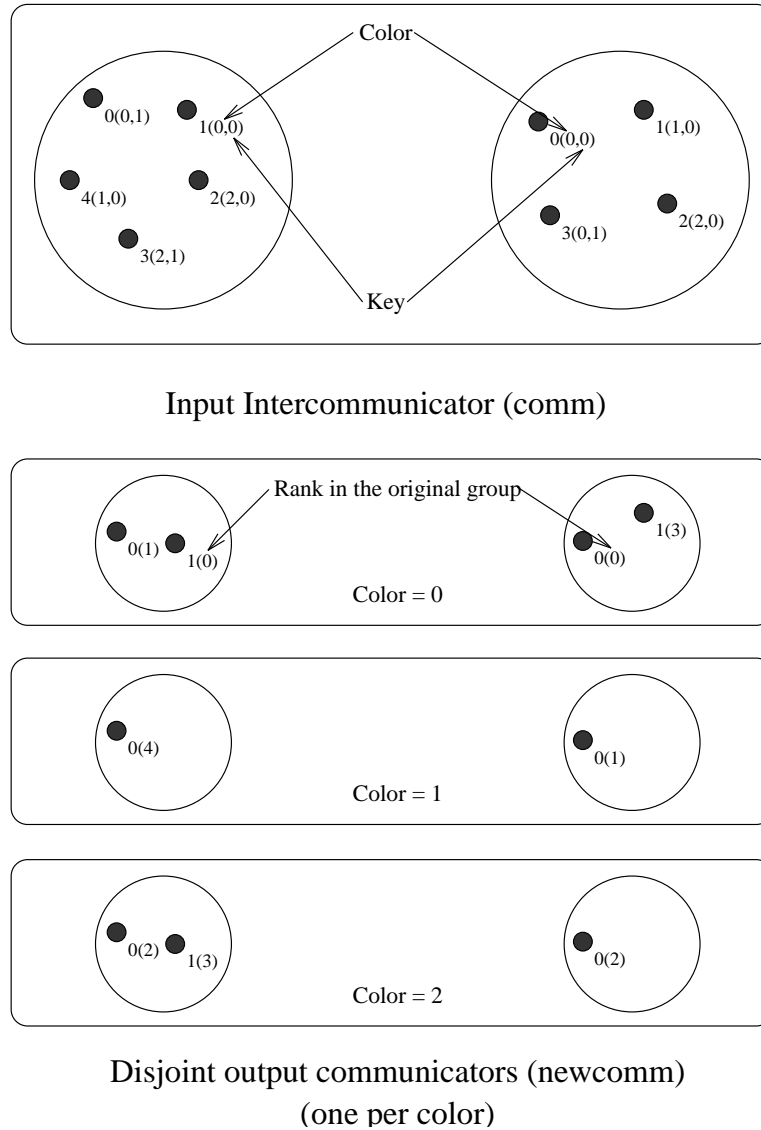 Color
0(0,1)
1(0,0)
0(0,0)
1(1,0)
4(1,0)
2(2,0)
3(0,1)
2(2,0)
3(2,1)
Key
Input Intercommunicator (comm)
Rank in the original group
0(1)
1(0)
0(0)
1(3)
Color = 0
0(4)
0(1)
Color = 1
0(2)
1(3)
0(2)
Color = 2
Disjoint output communicators (newcomm)
(one per color)